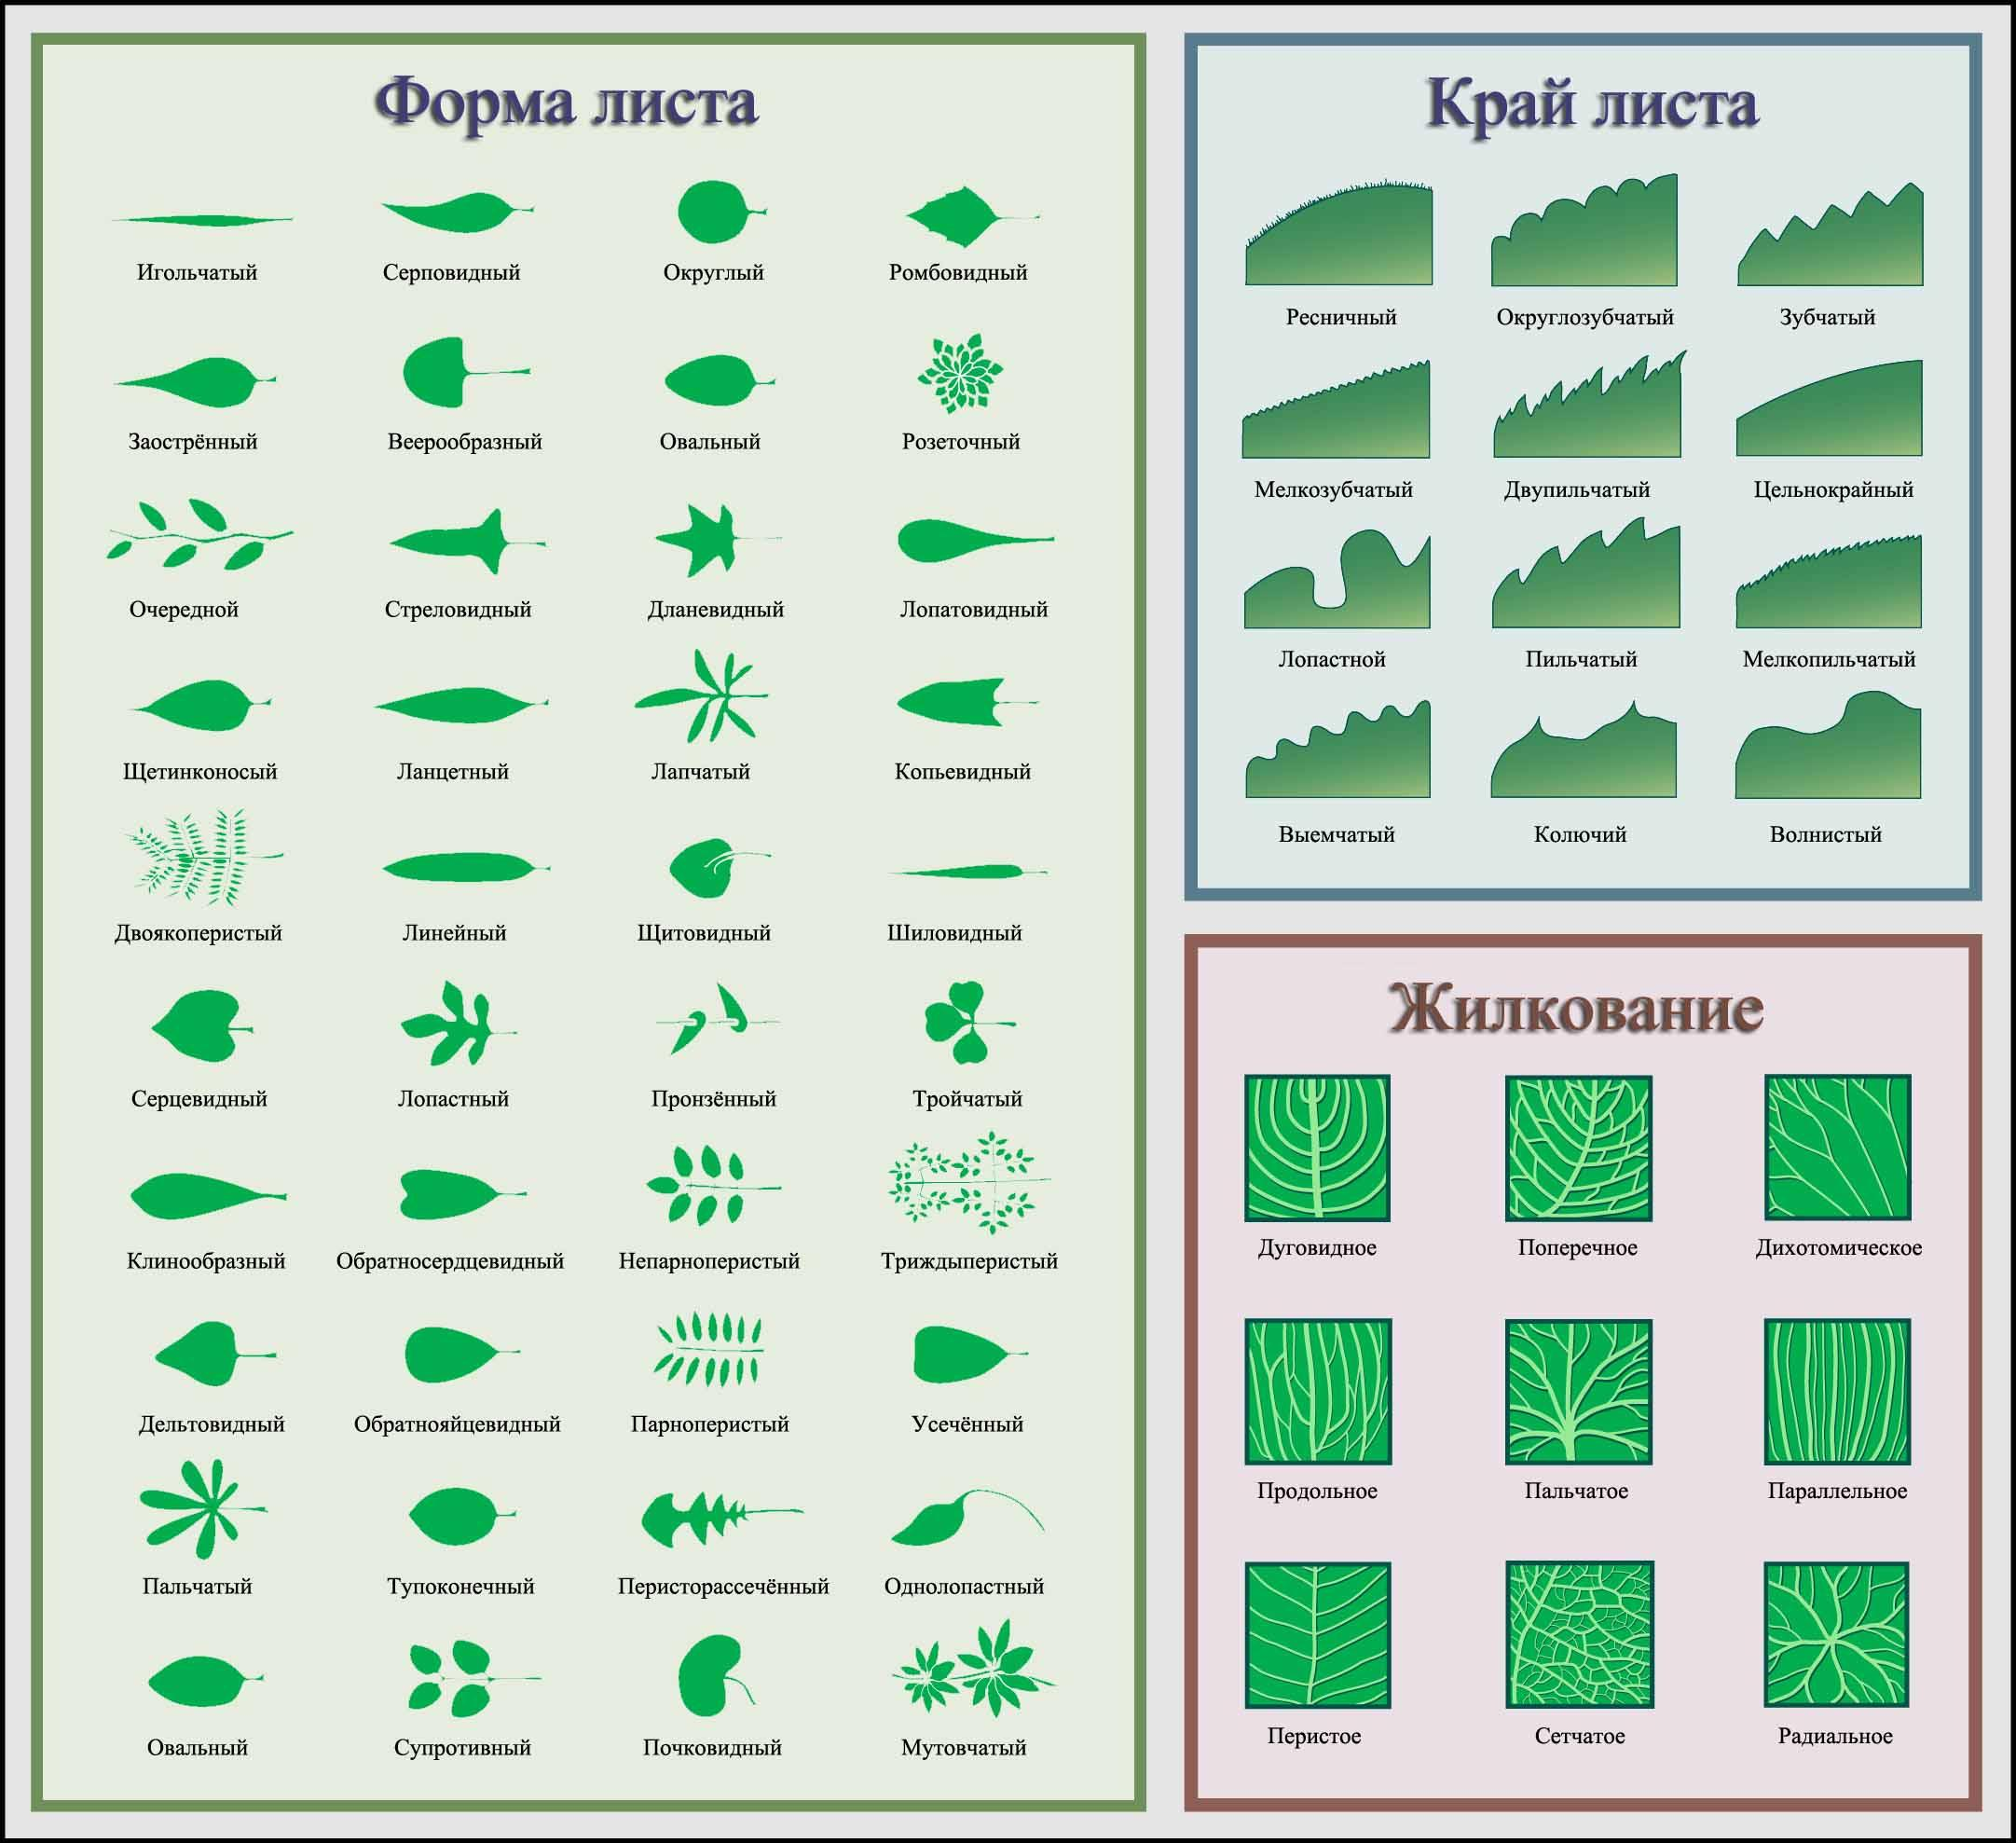 Форма листа
Игольчатый Серповидный Округлый Ромбовидный
Заострённый Веерообразный Овальный Розеточный
Очередной Стреловидный Дланевидный Лопатовидный
Щетинконосый Ланцетный Лапчатый Копьевидный
Двоякоперистый Линейный Щитовидный Шиловидный
Серцевидный Лопастный Пронзённый Тройчатый
Клинообразный Обратносердцевидный Непарноперистый Триждыперистый
Дельтовидный Обратнояйцевидный Парноперистый Усечённый
Пальчатый Тупоконечный Перисторассечённый Однолопастный
Овальный Супротивный Почковидный Мутовчатый
Край листа
Ресничный Округлозубчатый Зубчатый
Мелкозубчатый Двупильчатый Цельнокрайный
Лопастной Пильчатый Мелкопильчатый
Выемчатый Колючий Волнистый
Жилкование
Дуговидное Поперечное Дихотомическое
Продольное Пальчатое Параллельное
Перистое Сетчатое Радиальное